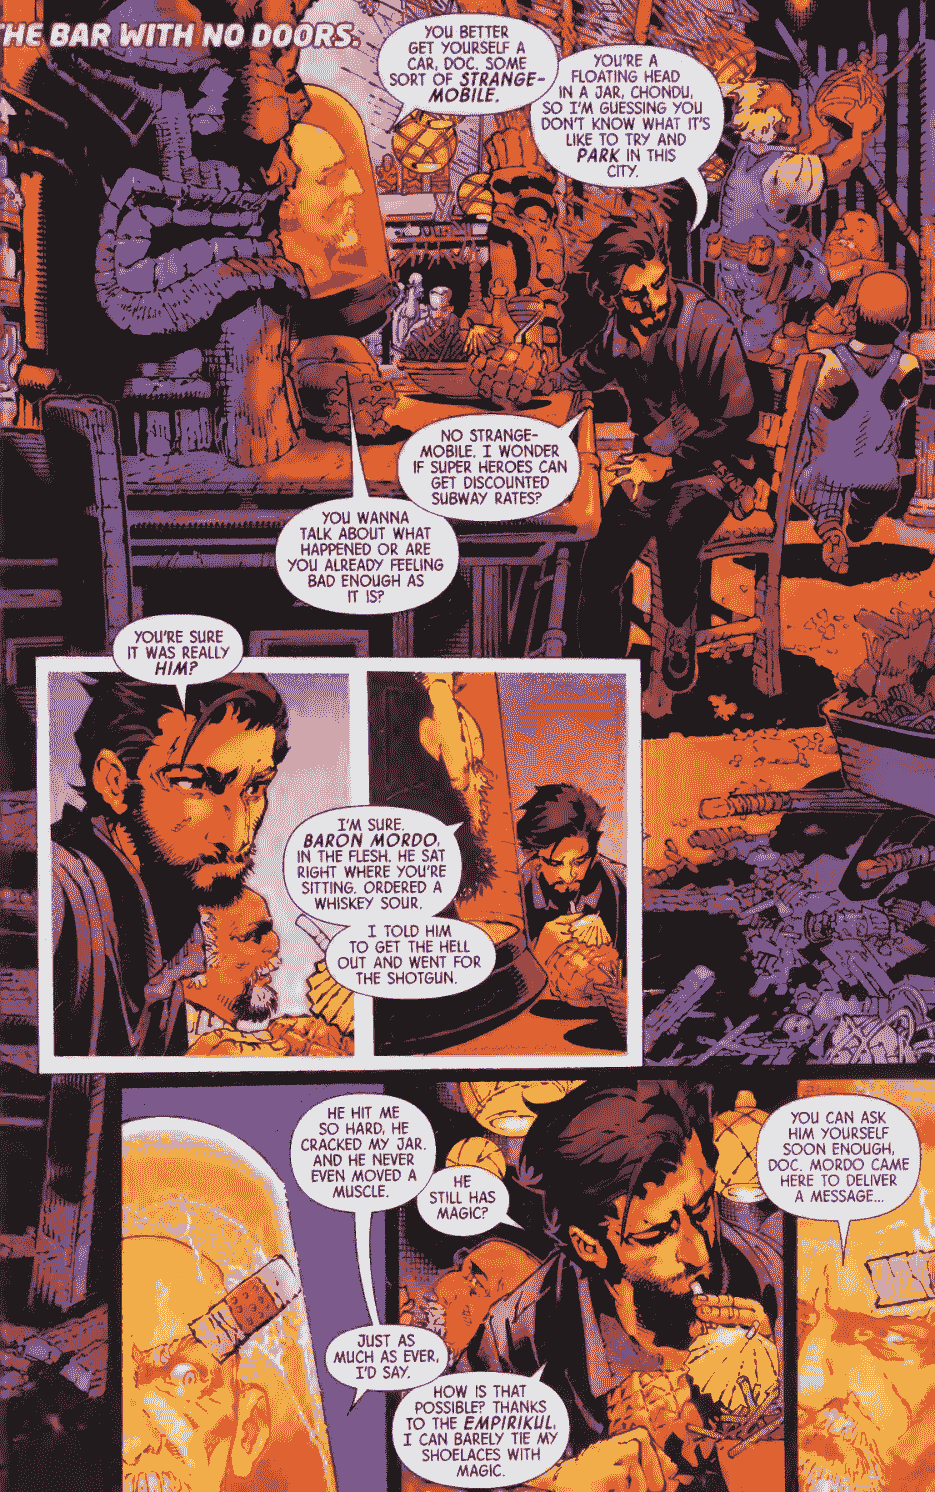 THE BAR WITH NO DOORS.
YOU BETTER
GET YOURSELF A
CAR, DOC. SOME
SORT OF STRANGE-
MOBILE.
YOU'RE A
FLOATING HEAD
IN A JAR, CHONDU,
SO I'M GUESSING YOU
DON'T KNOW WHAT IT'S
LIKE TO TRY AND
PARK IN THIS
CITY.
NO STRANGE-
MOBILE. I WONDER
IF SUPER HEROES CAN
GET DISCOUNTED
SUBWAY RATES?
YOU WANNA
TALK ABOUT WHAT
HAPPENED OR ARE
YOU ALREADY FEELING
BAD ENOUGH AS
IT IS?
YOU'RE SURE
IT WAS REALLY
HIM?
I'M SURE.
BARON MORDO,
IN THE FLESH. HE SAT
RIGHT WHERE YOU'RE
SITTING. ORDERED A
WHISKEY SOUR.
I TOLD HIM
TO GET THE HELL
OUT AND WENT FOR
THE SHOTGUN.
HE HIT ME
SO HARD, HE
CRACKED MY JAR.
AND HE NEVER
EVEN MOVED A
MUSCLE.
HE
STILL HAS
MAGIC?
JUST AS
MUCH AS EVER,
I'D SAY.
HOW IS THAT
POSSIBLE? THANKS
TO THE EMPIRIKUL,
I CAN BARELY TIE MY
SHOELACES WITH
MAGIC.
YOU CAN ASK
HIM YOURSELF
SOON ENOUGH,
DOC. MORDO CAME
HERE TO DELIVER
A MESSAGE...